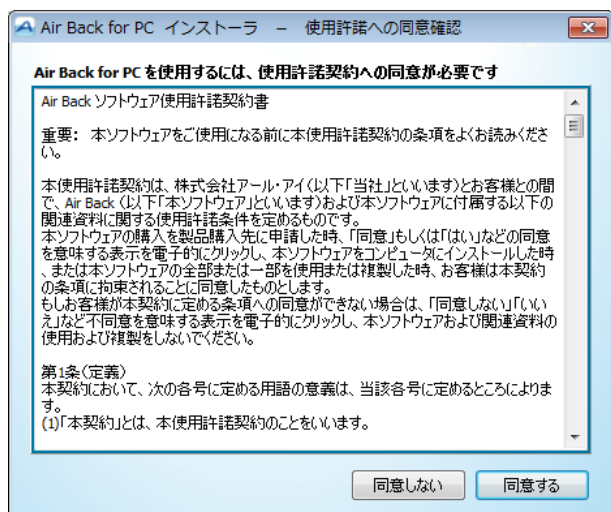 Air Back for PC インストーラ － 使用許諾への同意確認
Air Back for PC を使用するには、使用許諾契約への同意が必要です
Air Back ソフトウェア使用許諾契約書
重要： 本ソフトウェアをご使用になる前に本使用許諾契約の条項をよくお読みくださ
い。
本使用許諾契約は、株式会社アール・アイ（以下「当社」といいます）とお客様との間
で、Air Back （以下「本ソフトウェア」といいます）および本ソフトウェアに付属する以下の
関連資料に関する使用許諾条件を定めるものです。
本ソフトウェアの購入を製品購入先に申請した時、「同意」もしくは「はい」などの同意
を意味する表示を電子的にクリックし、本ソフトウェアをコンピュータにインストールした時
、または本ソフトウェアの全部または一部を使用または複製した時、お客様は本契約
の条項に拘束されることに同意したものとします。
もしお客様が本契約に定める条項への同意ができない場合は、「同意しない」「いい
え」など不同意を意味する表示を電子的にクリックし、本ソフトウェアおよび関連資料の
使用および複製をしないでください。
第1条（定義）
本契約において、次の各号に定める用語の意義は、当該各号に定めるところによりま
す。
(1)「本契約」とは、本使用許諾契約のことをいいます。
同意しない
同意する